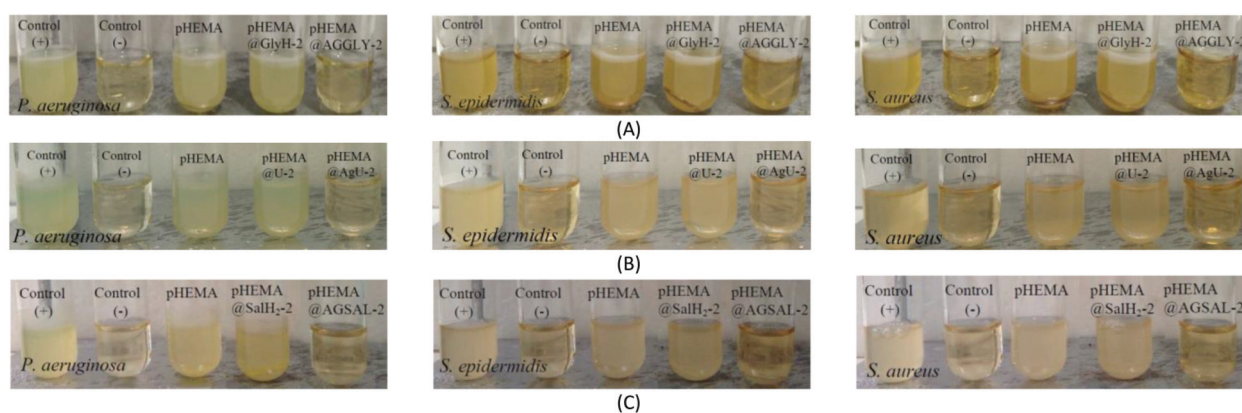 Control (+) Control (-) pHEMA pHEMA @GlyH-2 pHEMA @AGGLY-2
P. aeruginosa
Control (+) Control (-) pHEMA pHEMA @GlyH-2 pHEMA @AGGLY-2
S. epidermidis
Control (+) Control (-) pHEMA pHEMA @GlyH-2 pHEMA @AGGLY-2
S. aureus
(A)
Control (+) Control (-) pHEMA pHEMA @U-2 pHEMA @AgU-2
P. aeruginosa
Control (+) Control (-) pHEMA pHEMA @U-2 pHEMA @AgU-2
S. epidermidis
Control (+) Control (-) pHEMA pHEMA @U-2 pHEMA @AgU-2
S. aureus
(B)
Control (+) Control (-) pHEMA pHEMA @SalH₂-2 pHEMA @AGSAL-2
P. aeruginosa
Control (+) Control (-) pHEMA pHEMA @SalH₂-2 pHEMA @AGSAL-2
S. epidermidis
Control (+) Control (-) pHEMA pHEMA @SalH₂-2 pHEMA @AGSAL-2
S. aureus
(C)